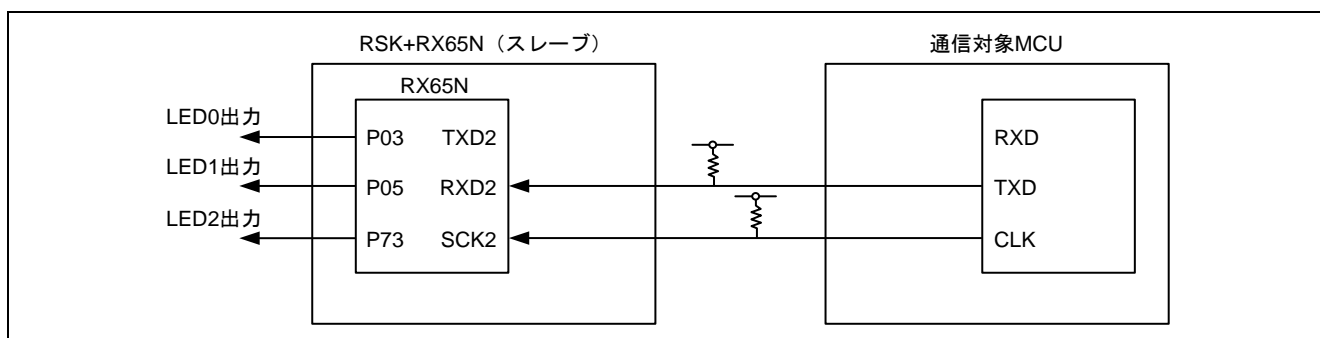 RSK+RX65N（スレーブ）
通信対象MCU
RX65N
LED0出力
P03 TXD2
RXD
LED1出力
P05 RXD2
TXD
LED2出力
P73 SCK2
CLK